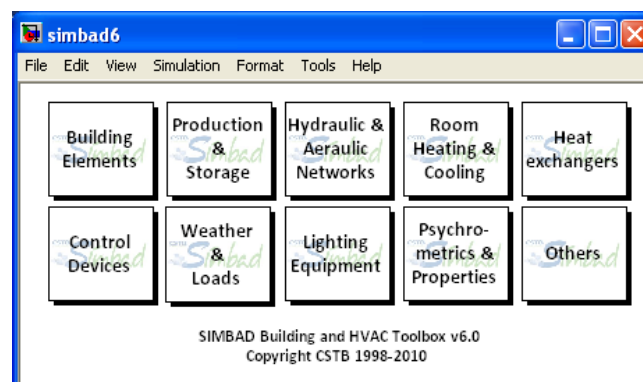 simbad6
File Edit View Simulation Format Tools Help
Building
Elements
Production
&
Storage
Hydraulic &
Aeraulic
Networks
Room
Heating &
Cooling
Heat
exchangers
Control
Devices
Weather
&
Loads
Lighting
Equipment
Psychro-
metrics &
Properties
Others
SIMBAD Building and HVAC Toolbox v6.0
Copyright CSTB 1998-2010